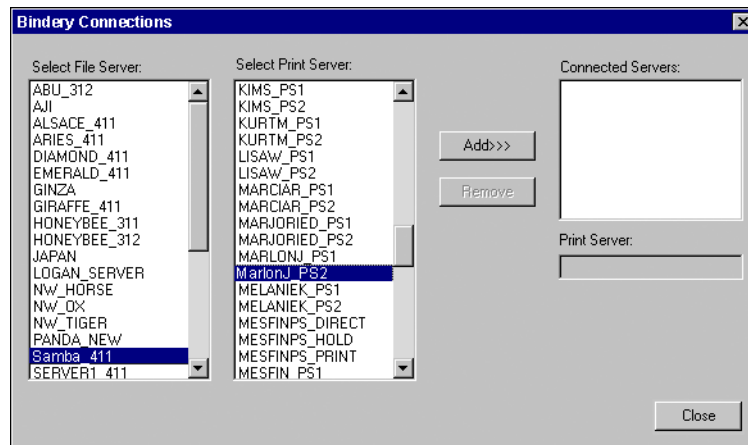 Bindery Connections
Select File Server:
ABU_312
AJI
ALSACE_411
ARIES_411
DIAMOND_411
EMERALD_411
GINZA
GIRAFFE_411
HONEYBEE_311
HONEYBEE_312
JAPAN
LOGAN_SERVER
NW_HORSE
NW_OX
NW_TIGER
PANDA_NEW
Samba_411
SERVER1_411
Select Print Server:
KIMS_PS1
KIMS_PS2
KURTM_PS1
KURTM_PS2
LISAW_PS1
LISAW_PS2
MARCIAR_PS1
MARCIAR_PS2
MARJORIED_PS1
MARJORIED_PS2
MARLONJ_PS1
MarlonJ_PS2
MELANIEK_PS1
MELANIEK_PS2
MESFINPS_DIRECT
MESFINPS_HOLD
MESFINPS_PRINT
MESFIN_PS1
Add>>>
Remove
Connected Servers:
Print Server:
Close